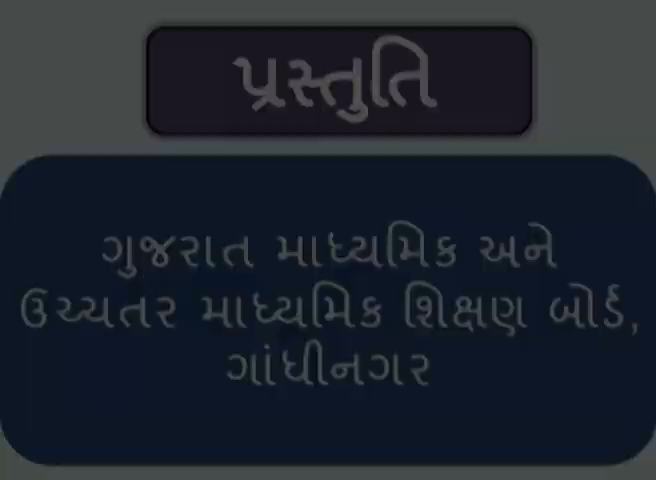 પ્રસ્તુતિ
ગુજરાત માધ્યમિક અને
ઉચ્ચતર માધ્યમિક શિક્ષણ બોર્ડ,
ગાંધીનગર